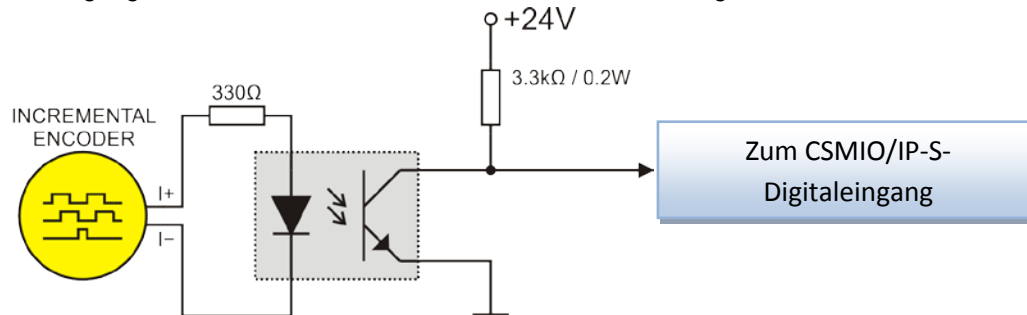 +24V
3.3kΩ / 0.2W
330Ω
INCREMENTAL
ENCODER
I+
I−
Zum CSMIO/IP-S-
Digitaleingang